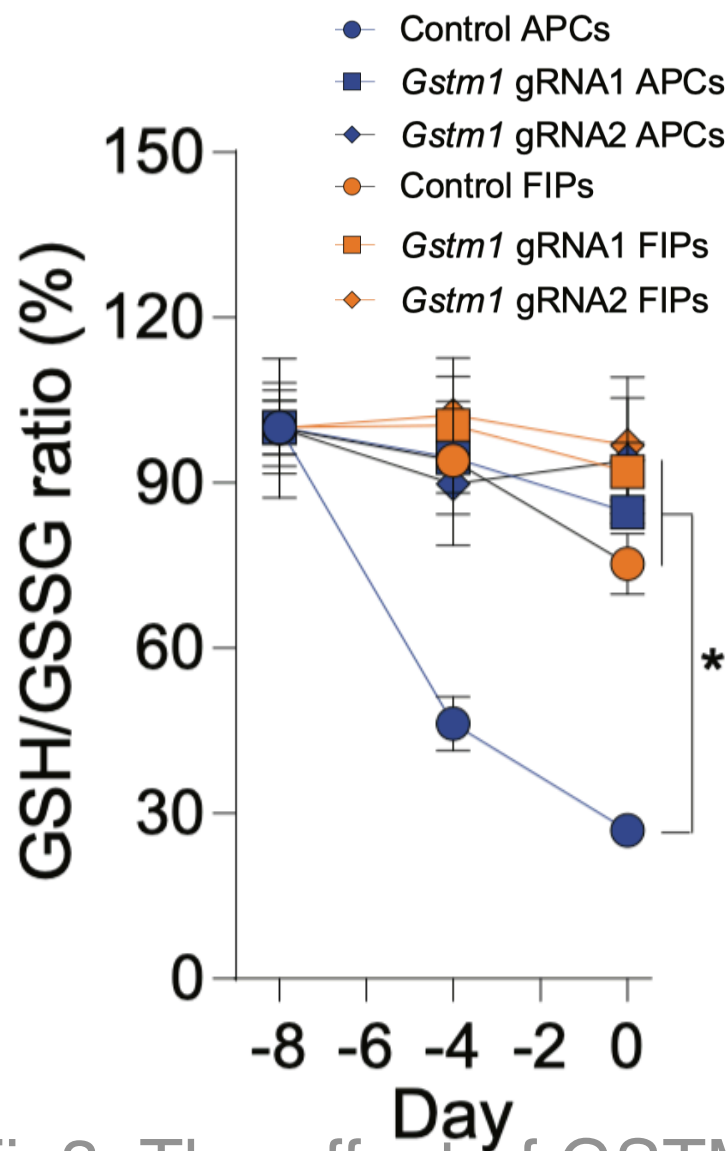 Control APCs
Gstm1 gRNA1 APCs
Gstm1 gRNA2 APCs
Control FIPs
Gstm1 gRNA1 FIPs
Gstm1 gRNA2 FIPs
GSH/GSSG ratio (%)
150
120
90
60
30
0
*
-8 -6 -4 -2 0
Day